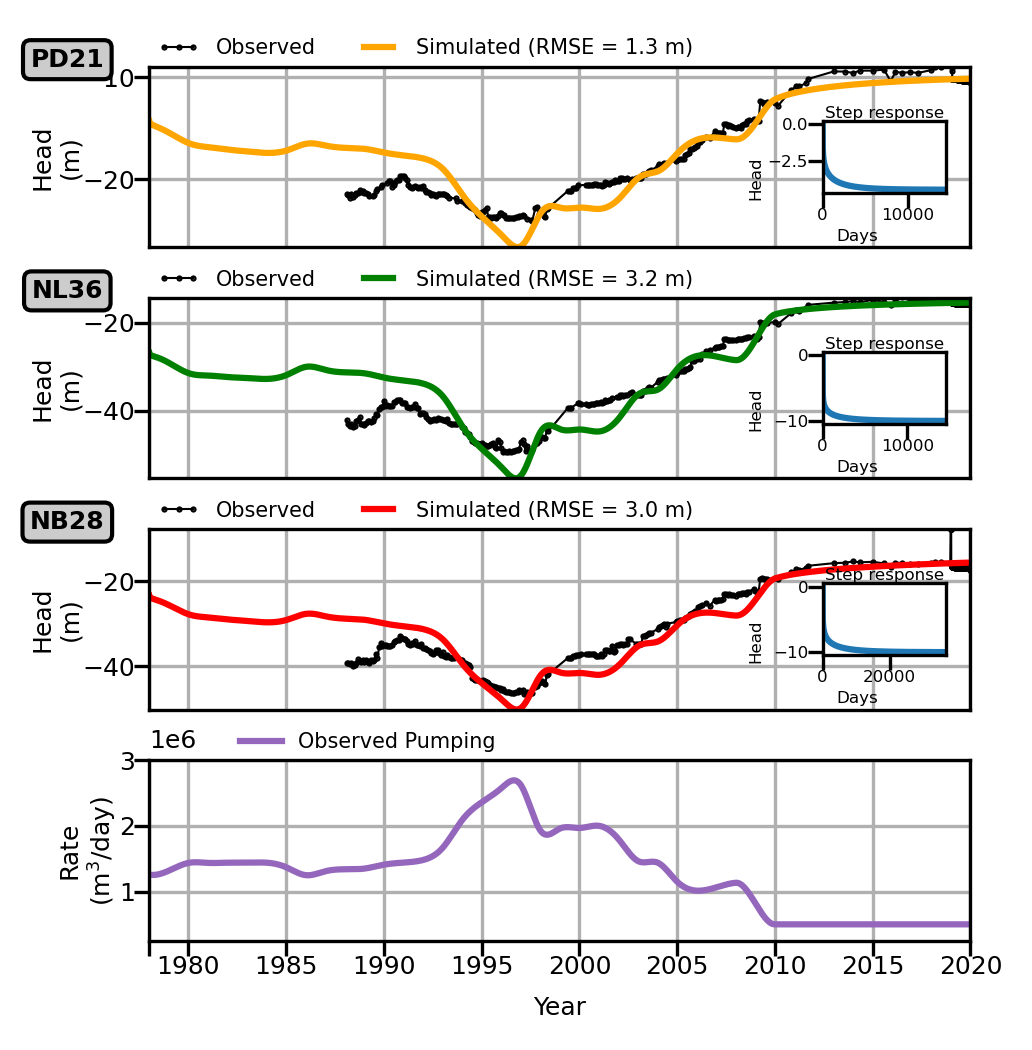 PD21
Observed
Simulated (RMSE = 1.3 m)
10
−20
Head
(m)
Step response
0.0
−2.5
Head
0
10000
Days
NL36
Observed
Simulated (RMSE = 3.2 m)
−20
−40
Head
(m)
Step response
0
−10
Head
0
10000
Days
NB28
Observed
Simulated (RMSE = 3.0 m)
−20
−40
Head
(m)
Step response
0
−10
Head
0
20000
Days
1e6
Observed Pumping
3
2
1
Rate
(m³/day)
1980 1985 1990 1995 2000 2005 2010 2015 2020
Year